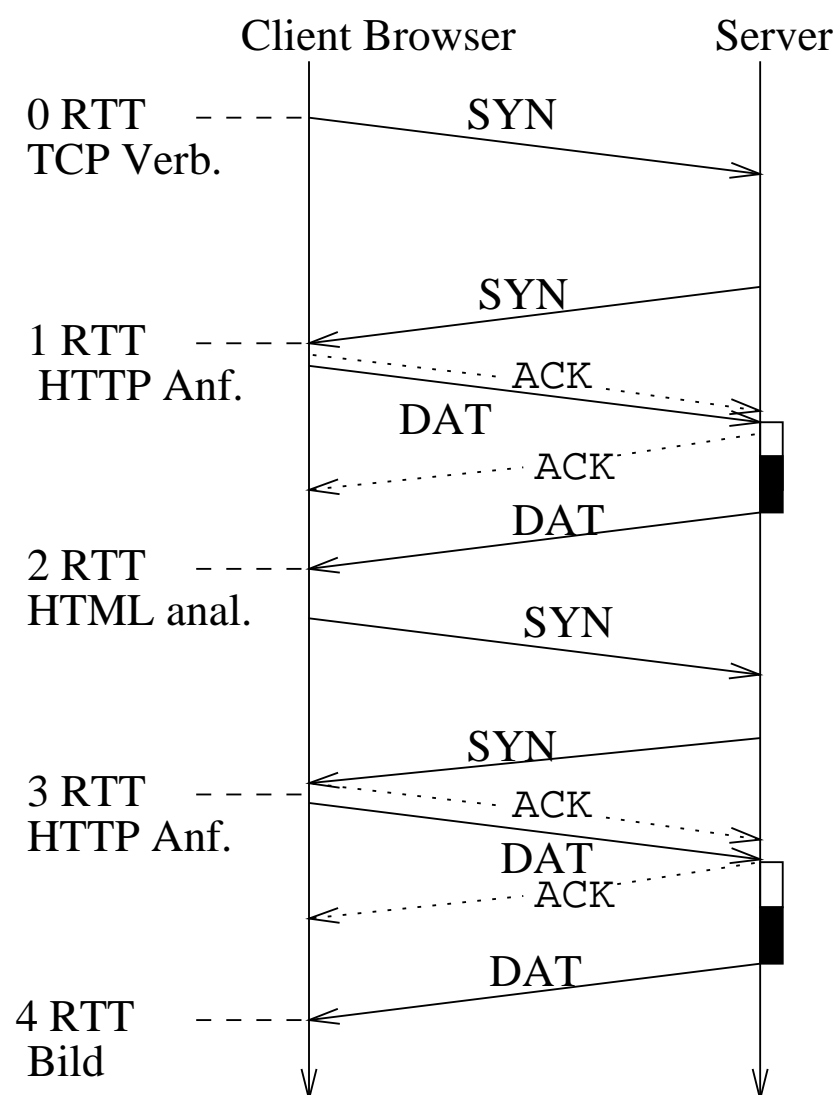 Client Browser
Server
0 RTT
SYN
TCP Verb.
SYN
1 RTT
ACK
HTTP Anf.
DAT
ACK
DAT
2 RTT
HTML anal.
SYN
SYN
3 RTT
ACK
HTTP Anf.
DAT
ACK
DAT
4 RTT
Bild